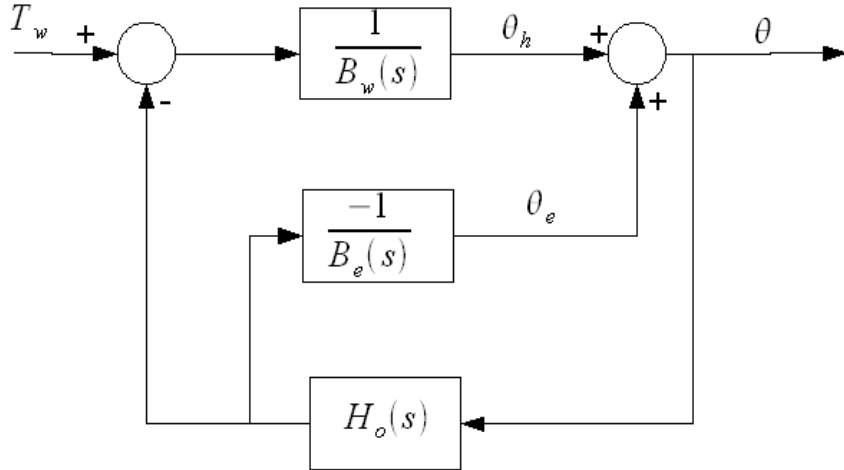 T_w
+
1
B_w(s)
θ_h
+
θ
-
+
-1
B_e(s)
θ_e
H_o(s)